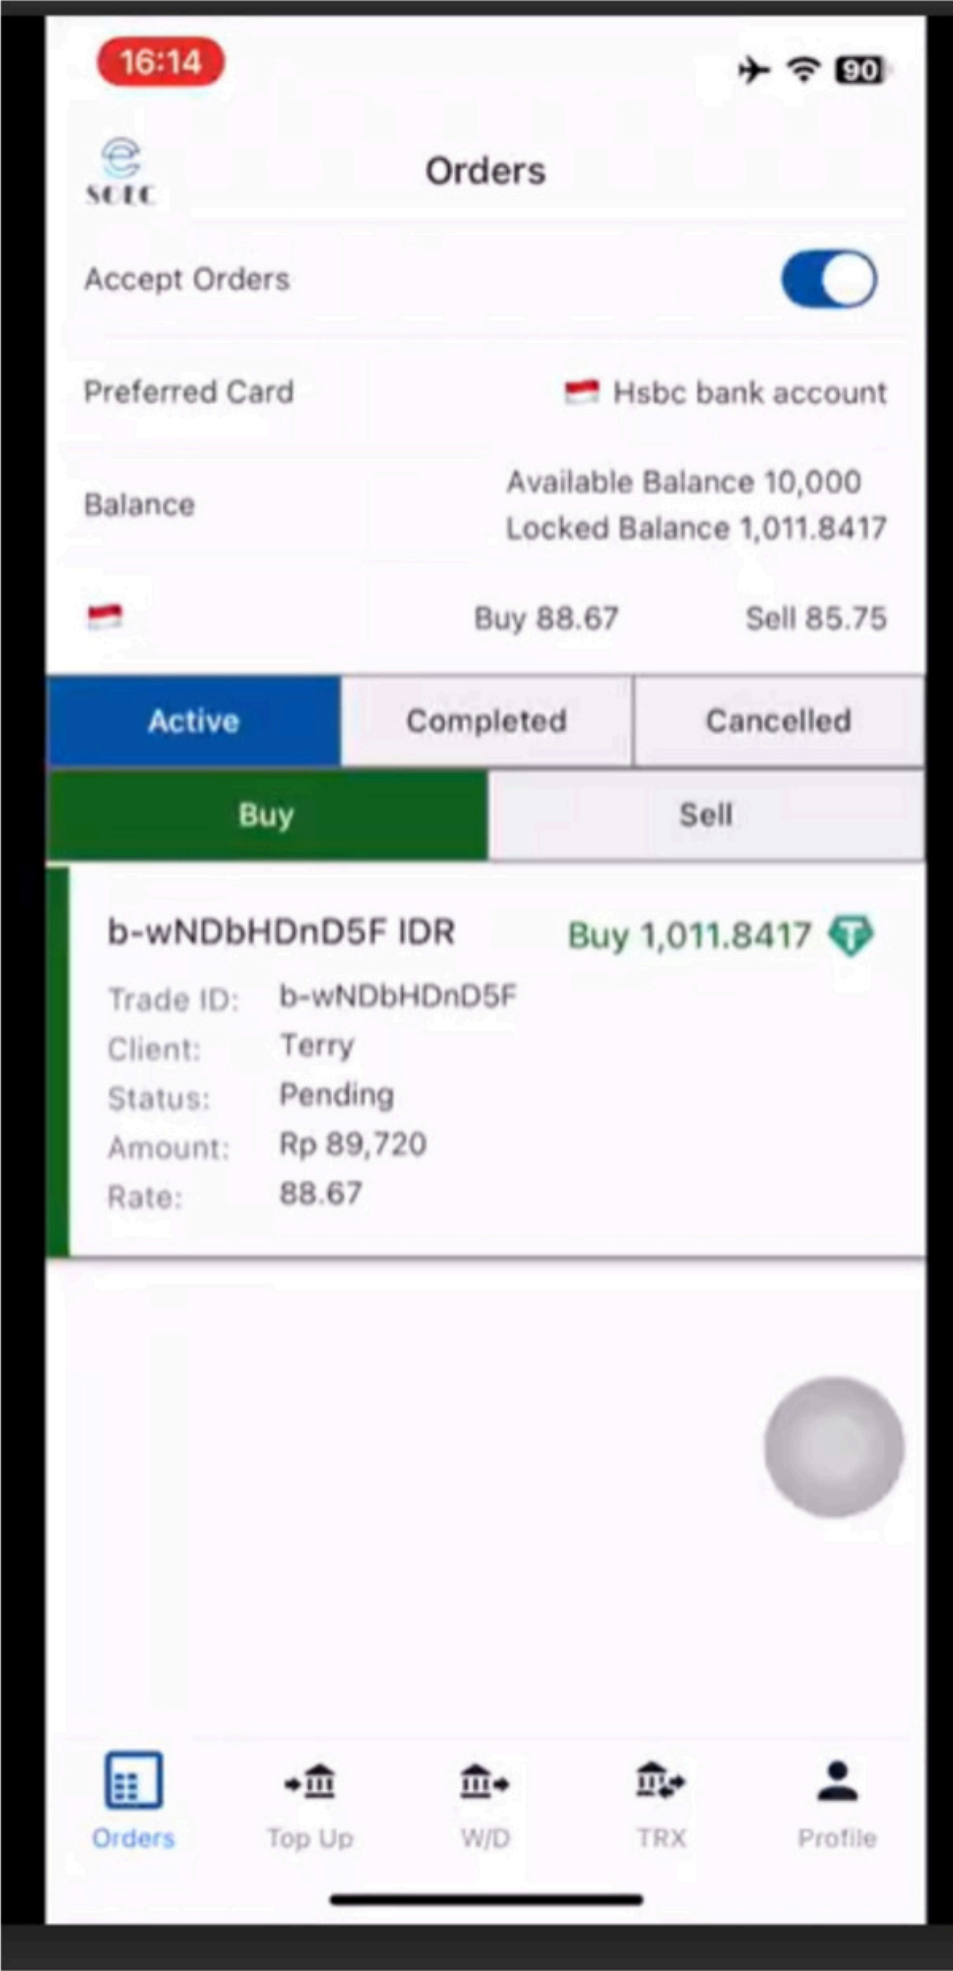 16:14
90
Orders
Accept Orders
Preferred Card Hsbc bank account
Balance Available Balance 10,000
Locked Balance 1,011.8417
Buy 88.67 Sell 85.75
Active Completed Cancelled
Buy Sell
b-wNDbHDnD5F IDR Buy 1,011.8417
Trade ID: b-wNDbHDnD5F
Client: Terry
Status: Pending
Amount: Rp 89,720
Rate: 88.67
Orders Top Up W/D TRX Profile